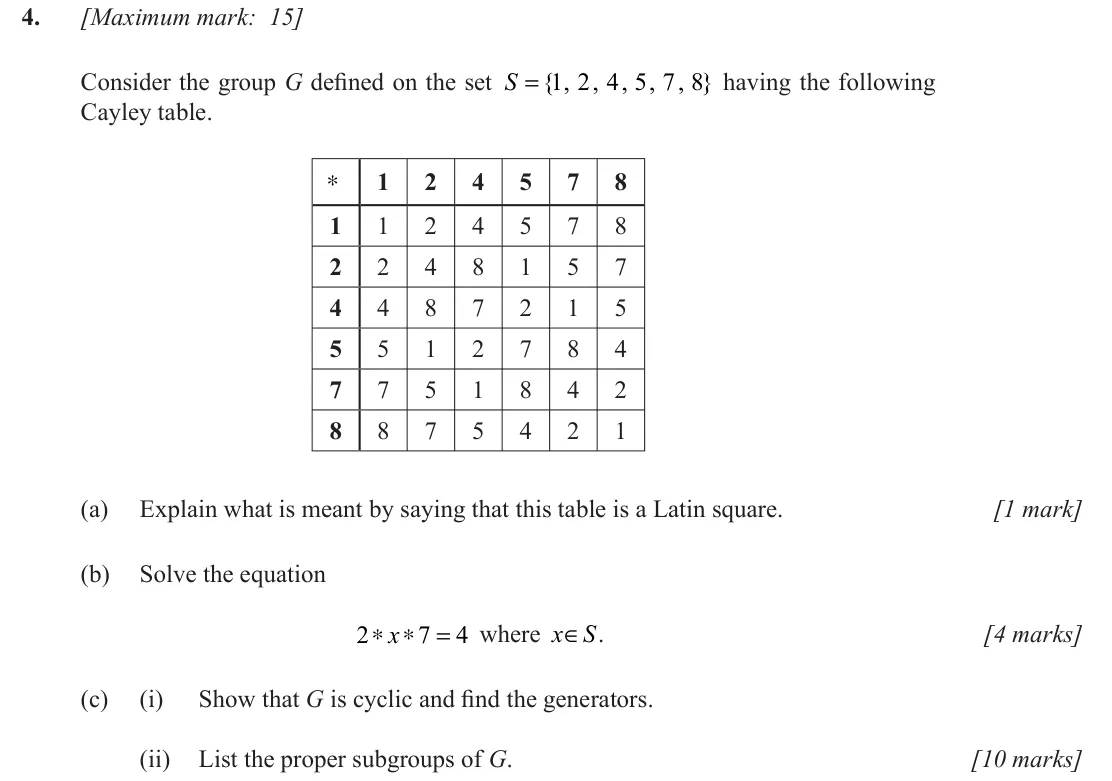 4. [Maximum mark: 15]
Consider the group G defined on the set S = {1, 2, 4, 5, 7, 8} having the following
Cayley table.
* 1 2 4 5 7 8
1 1 2 4 5 7 8
2 2 4 8 1 5 7
4 4 8 7 2 1 5
5 5 1 2 7 8 4
7 7 5 1 8 4 2
8 8 7 5 4 2 1
(a) Explain what is meant by saying that this table is a Latin square. [1 mark]
(b) Solve the equation
2 * x * 7 = 4 where x ∈ S. [4 marks]
(c) (i) Show that G is cyclic and find the generators.
(ii) List the proper subgroups of G. [10 marks]